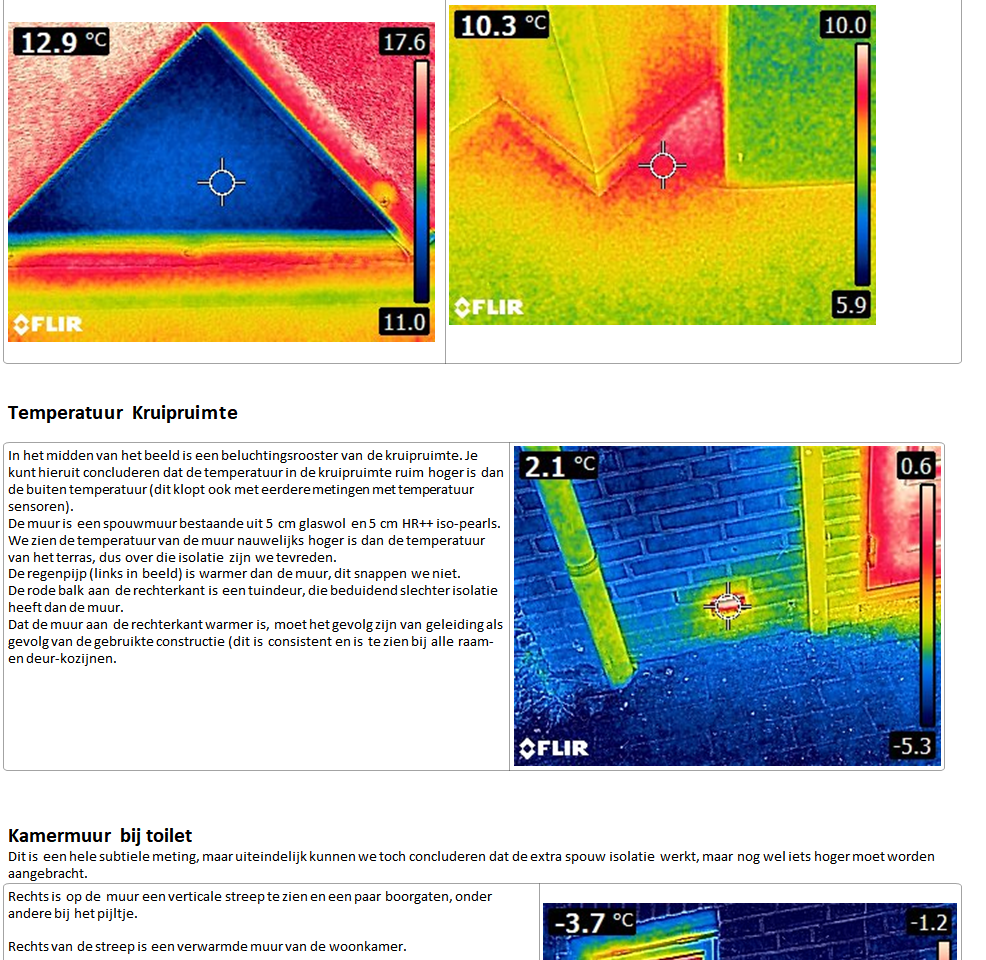 12.9 °C
17.6
11.0
FLIR
10.3 °C
10.0
5.9
FLIR
Temperatuur Kruipruimte
In het midden van het beeld is een beluchtingsrooster van de kruipruimte. Je
kunt hieruit concluderen dat de temperatuur in de kruipruimte ruim hoger is dan
de buiten temperatuur (dit klopt ook met eerdere metingen met temperatuur
sensoren).
De muur is een spouwmuur bestaande uit 5 cm glaswol en 5 cm HR++ iso-pearls.
We zien de temperatuur van de muur nauwelijks hoger is dan de temperatuur
van het terras, dus over die isolatie zijn we tevreden.
De regenpijp (links in beeld) is warmer dan de muur, dit snappen we niet.
De rode balk aan de rechterkant is een tuindeur, die beduidend slechter isolatie
heeft dan de muur.
Dat de muur aan de rechterkant warmer is, moet het gevolg zijn van geleiding als
gevolg van de gebruikte constructie (dit is consistent en is te zien bij alle raam-
en deur-kozijnen.
2.1 °C
0.6
-5.3
FLIR
Kamermuur bij toilet
Dit is een hele subtiele meting, maar uiteindelijk kunnen we toch concluderen dat de extra spouw isolatie werkt, maar nog wel iets hoger moet worden
aangebracht.
Rechts is op de muur een verticale streep te zien en een paar boorgaten, onder
andere bij het pijltje.
Rechts van de streep is een verwarmde muur van de woonkamer.
-3.7 °C
-1.2